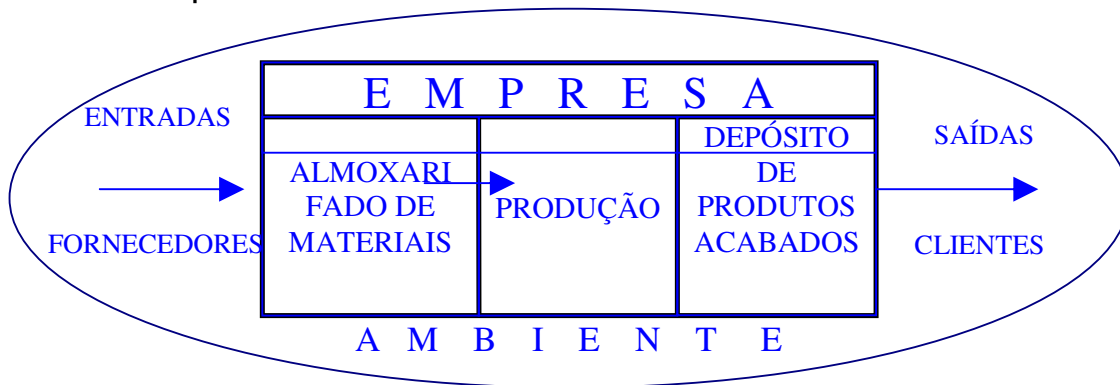 E M P R E S A
ENTRADAS
FORNECEDORES
ALMOXARI
FADO DE
MATERIAIS
PRODUÇÃO
DEPÓSITO
DE
PRODUTOS
ACABADOS
SAÍDAS
CLIENTES
A M B I E N T E